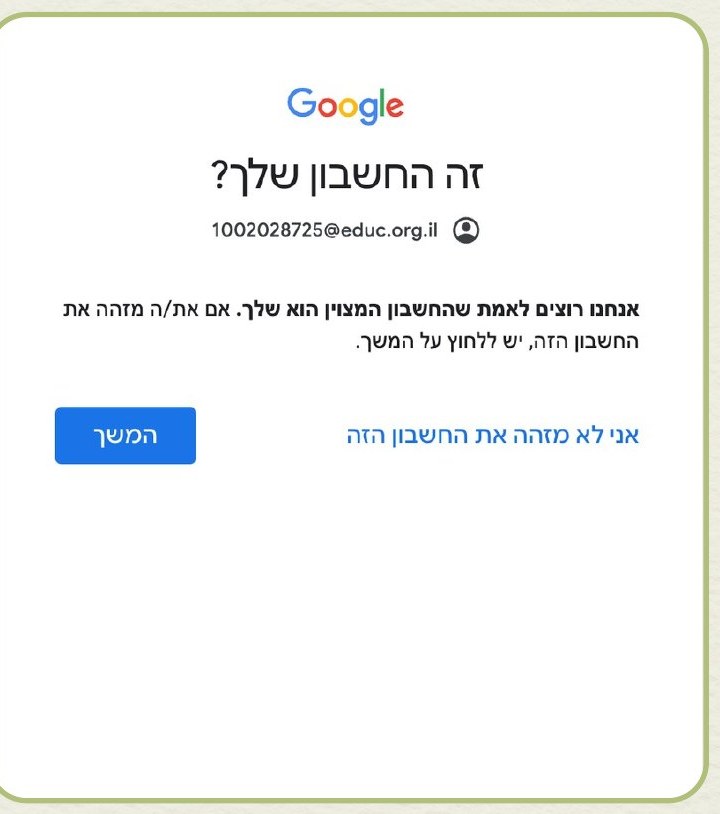 Google
זה החשבון שלך?
1002028725@educ.org.il
אנחנו רוצים לאמת שהחשבון המצוין הוא שלך. אם את/ה מזהה את
החשבון הזה, יש ללחוץ על המשך.
אני לא מזהה את החשבון הזה
המשך